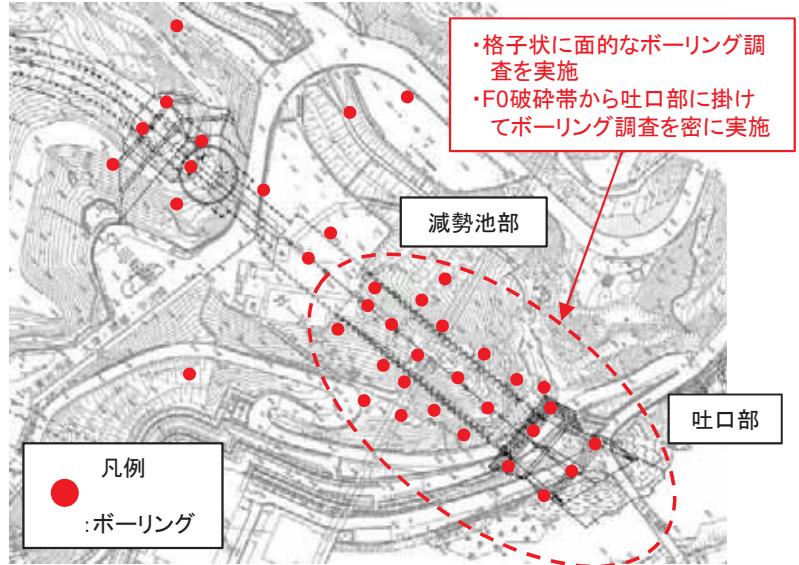 ・格子状に面的なボーリング調
査を実施
・F0破砕帯から吐口部に掛け
てボーリング調査を密に実施
減勢池部
吐口部
凡例
:ボーリング